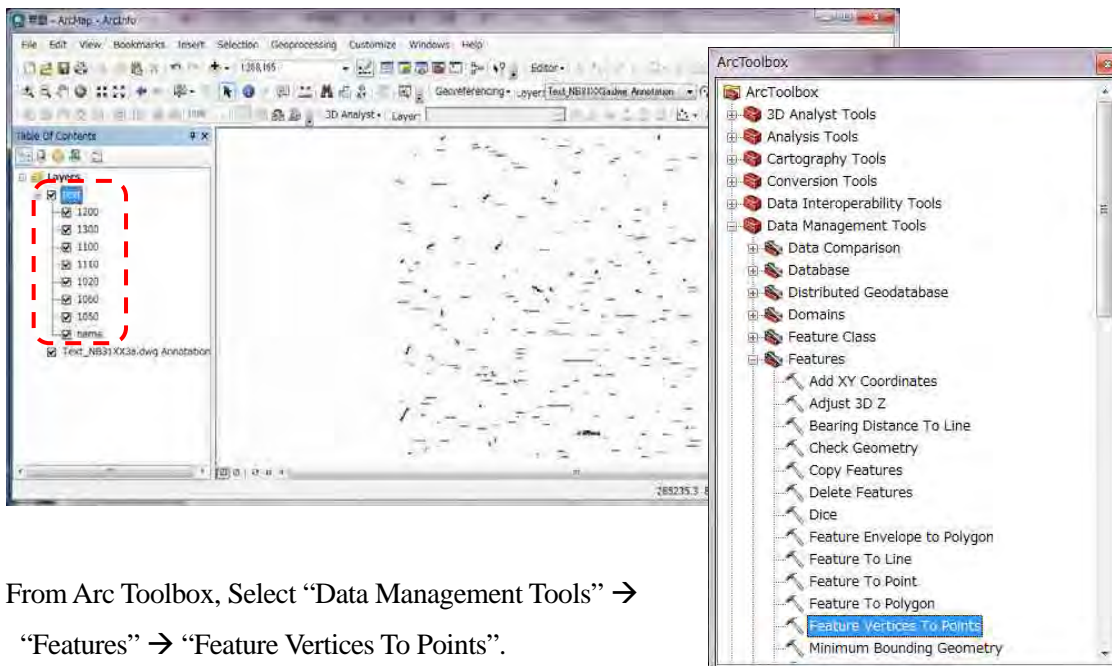 - ArcMap - ArcInfo
File Edit View Bookmarks Insert Selection Geoprocessing Customize Windows Help
Editor
Georeferencing Layer:
3D Analyst Layer:
Table Of Contents
Layers
text
1200
1300
1100
1110
1020
1060
1050
name
Text_NB31XX3a.dwg Annotation
ArcToolbox
ArcToolbox
3D Analyst Tools
Analysis Tools
Cartography Tools
Conversion Tools
Data Interoperability Tools
Data Management Tools
Data Comparison
Database
Distributed Geodatabase
Domains
Feature Class
Features
Add XY Coordinates
Adjust 3D Z
Bearing Distance To Line
Check Geometry
Copy Features
Delete Features
Dice
Feature Envelope to Polygon
Feature To Line
Feature To Point
Feature To Polygon
Feature Vertices To Points
Minimum Bounding Geometry
From Arc Toolbox, Select “Data Management Tools” →
“Features” → “Feature Vertices To Points”.